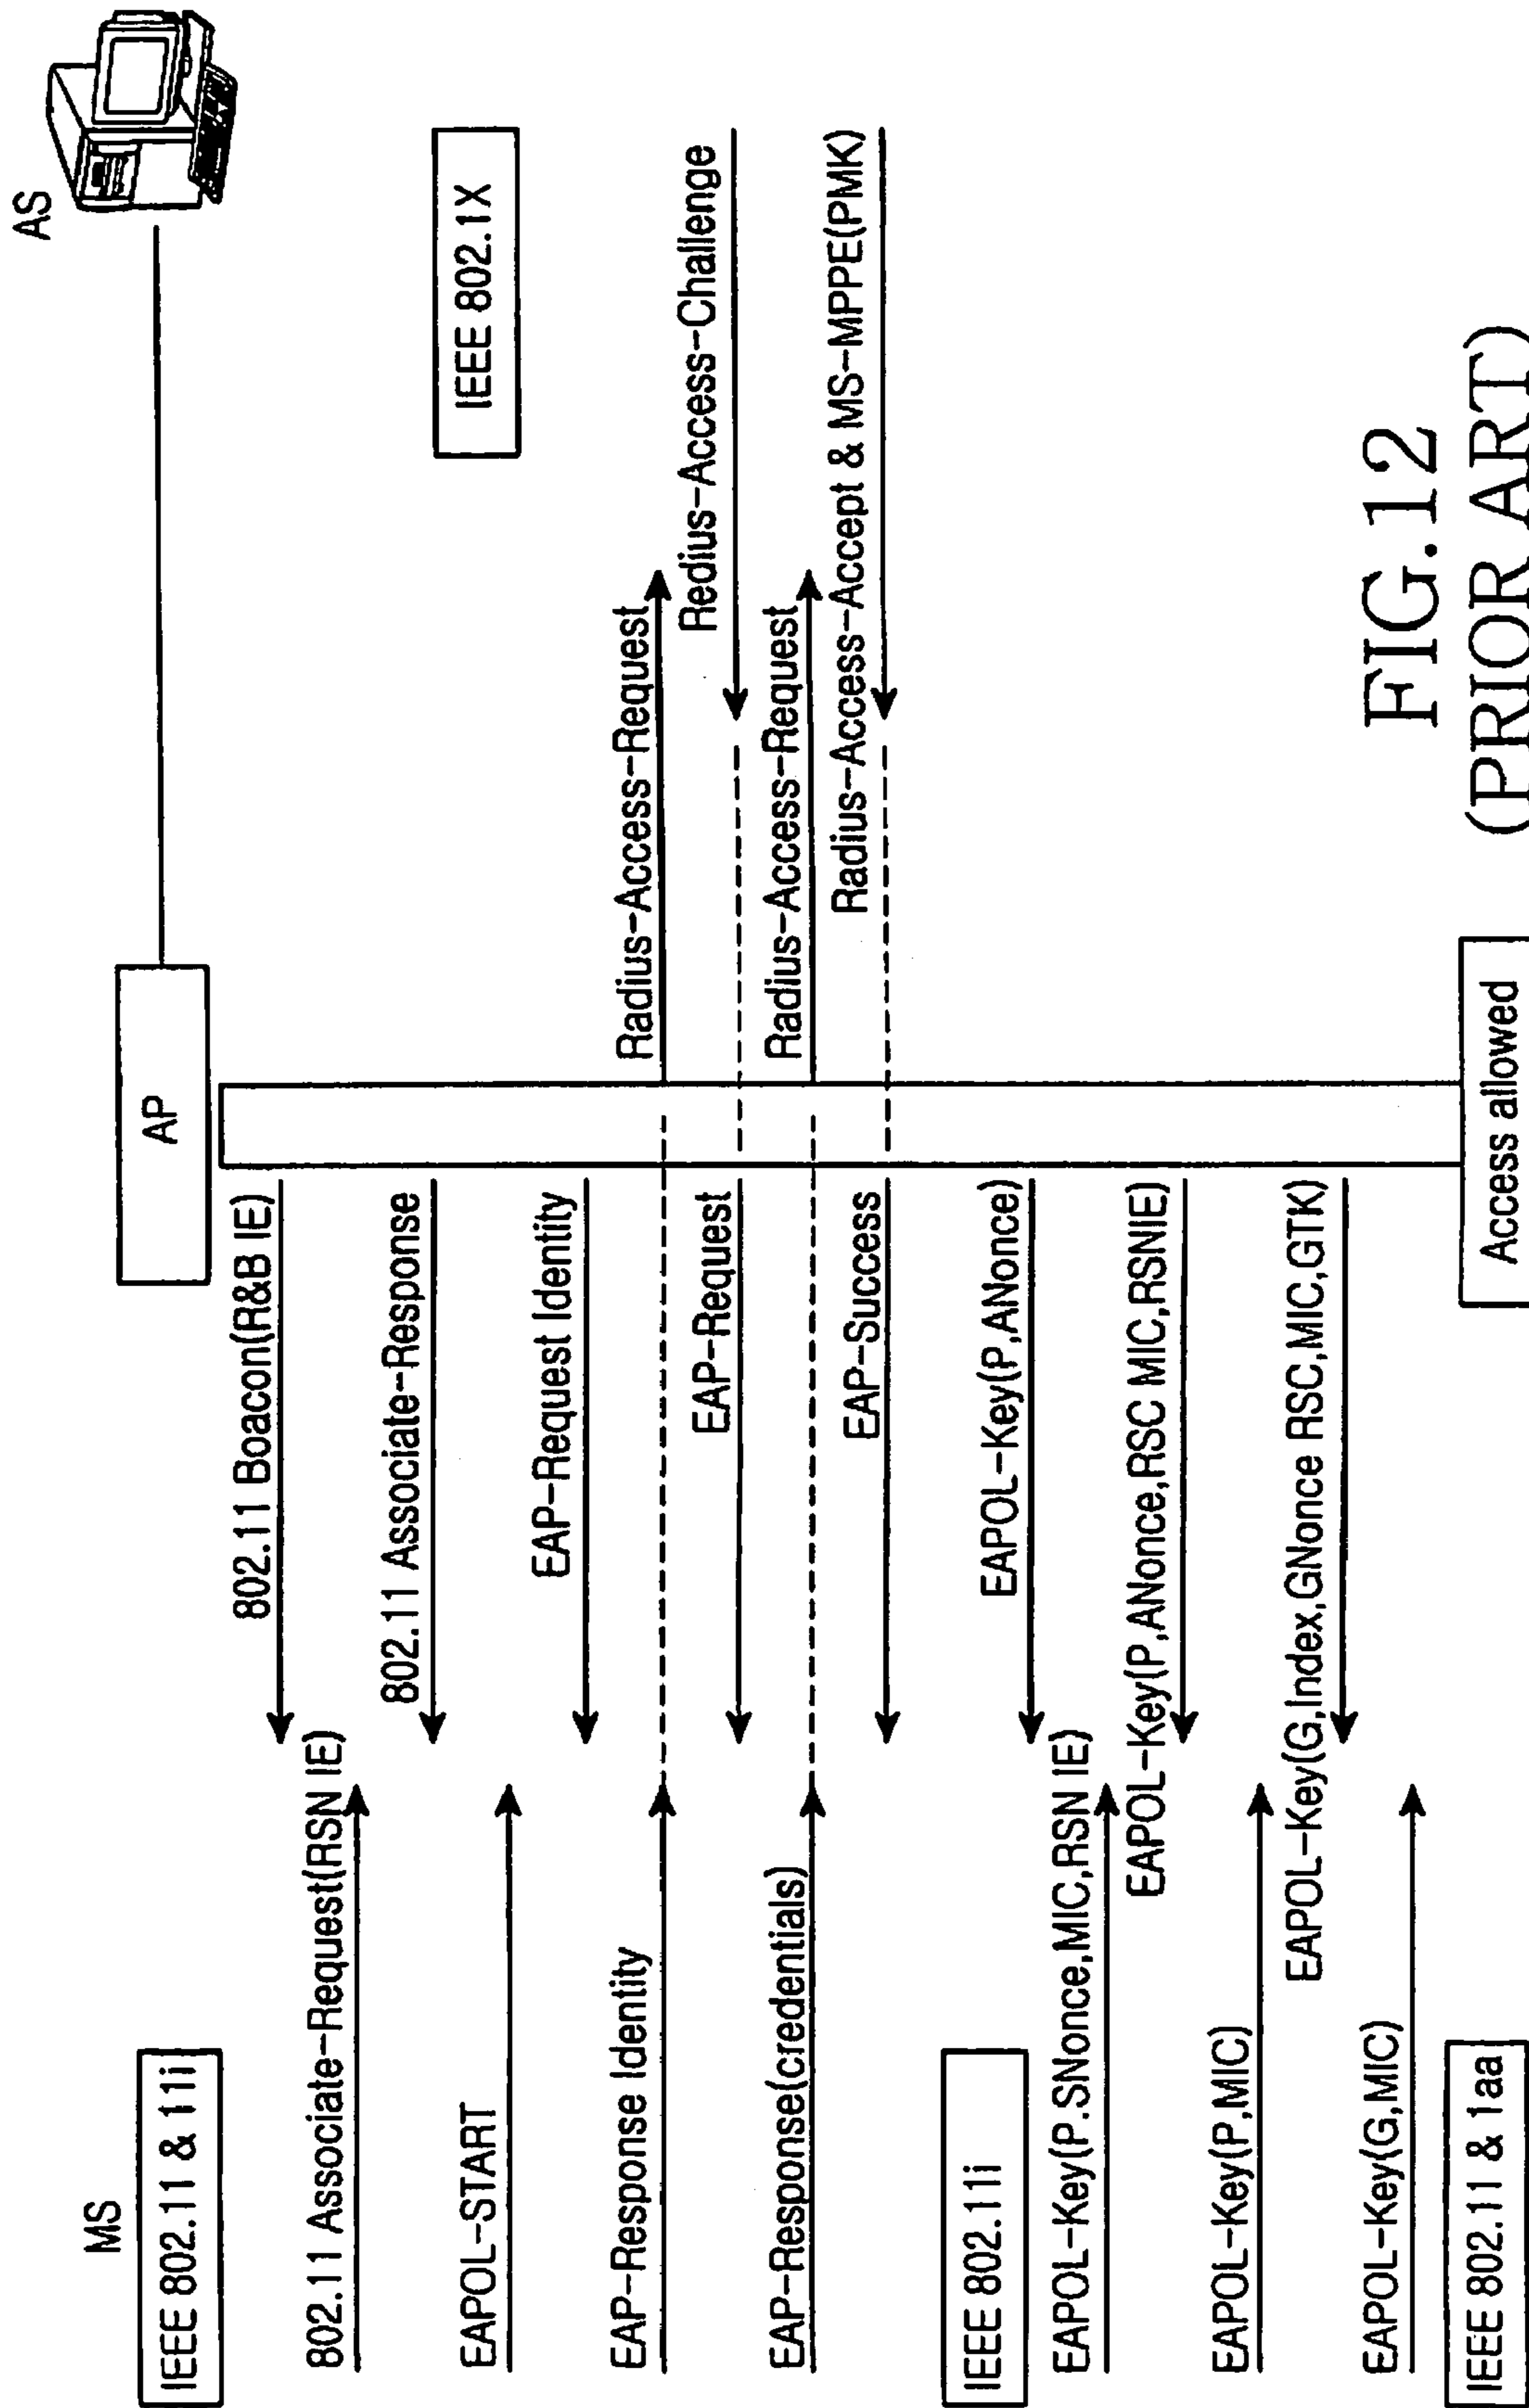 MS
AP
AS
IEEE 802.11 & 11i
802.11 Boacon(R&B IE)
802.11 Associate-Request(RSN IE)
802.11 Associate-Response
IEEE 802.1X
EAPOL-START
EAP-Request Identity
EAP-Response Identity
Radius-Access-Request
EAP-Request
Redius-Access-Challenge
EAP-Response(credentials)
Radius-Access-Request
EAP-Success
Radius-Access-Accept & MS-MPPE(PMK)
IEEE 802.11i
EAPOL-Key(P,ANonce)
EAPOL-Key(P.SNonce,MIC,RSN IE)
EAPOL-Key(P,ANonce,RSC MIC,RSNIE)
EAPOL-Key(P,MIC)
EAPOL-Key(G,Index,GNonce RSC,MIC,GTK)
EAPOL-Key(G,MIC)
IEEE 802.11 & 1aa
Access allowed
FIG.12
(PRIOR ART)